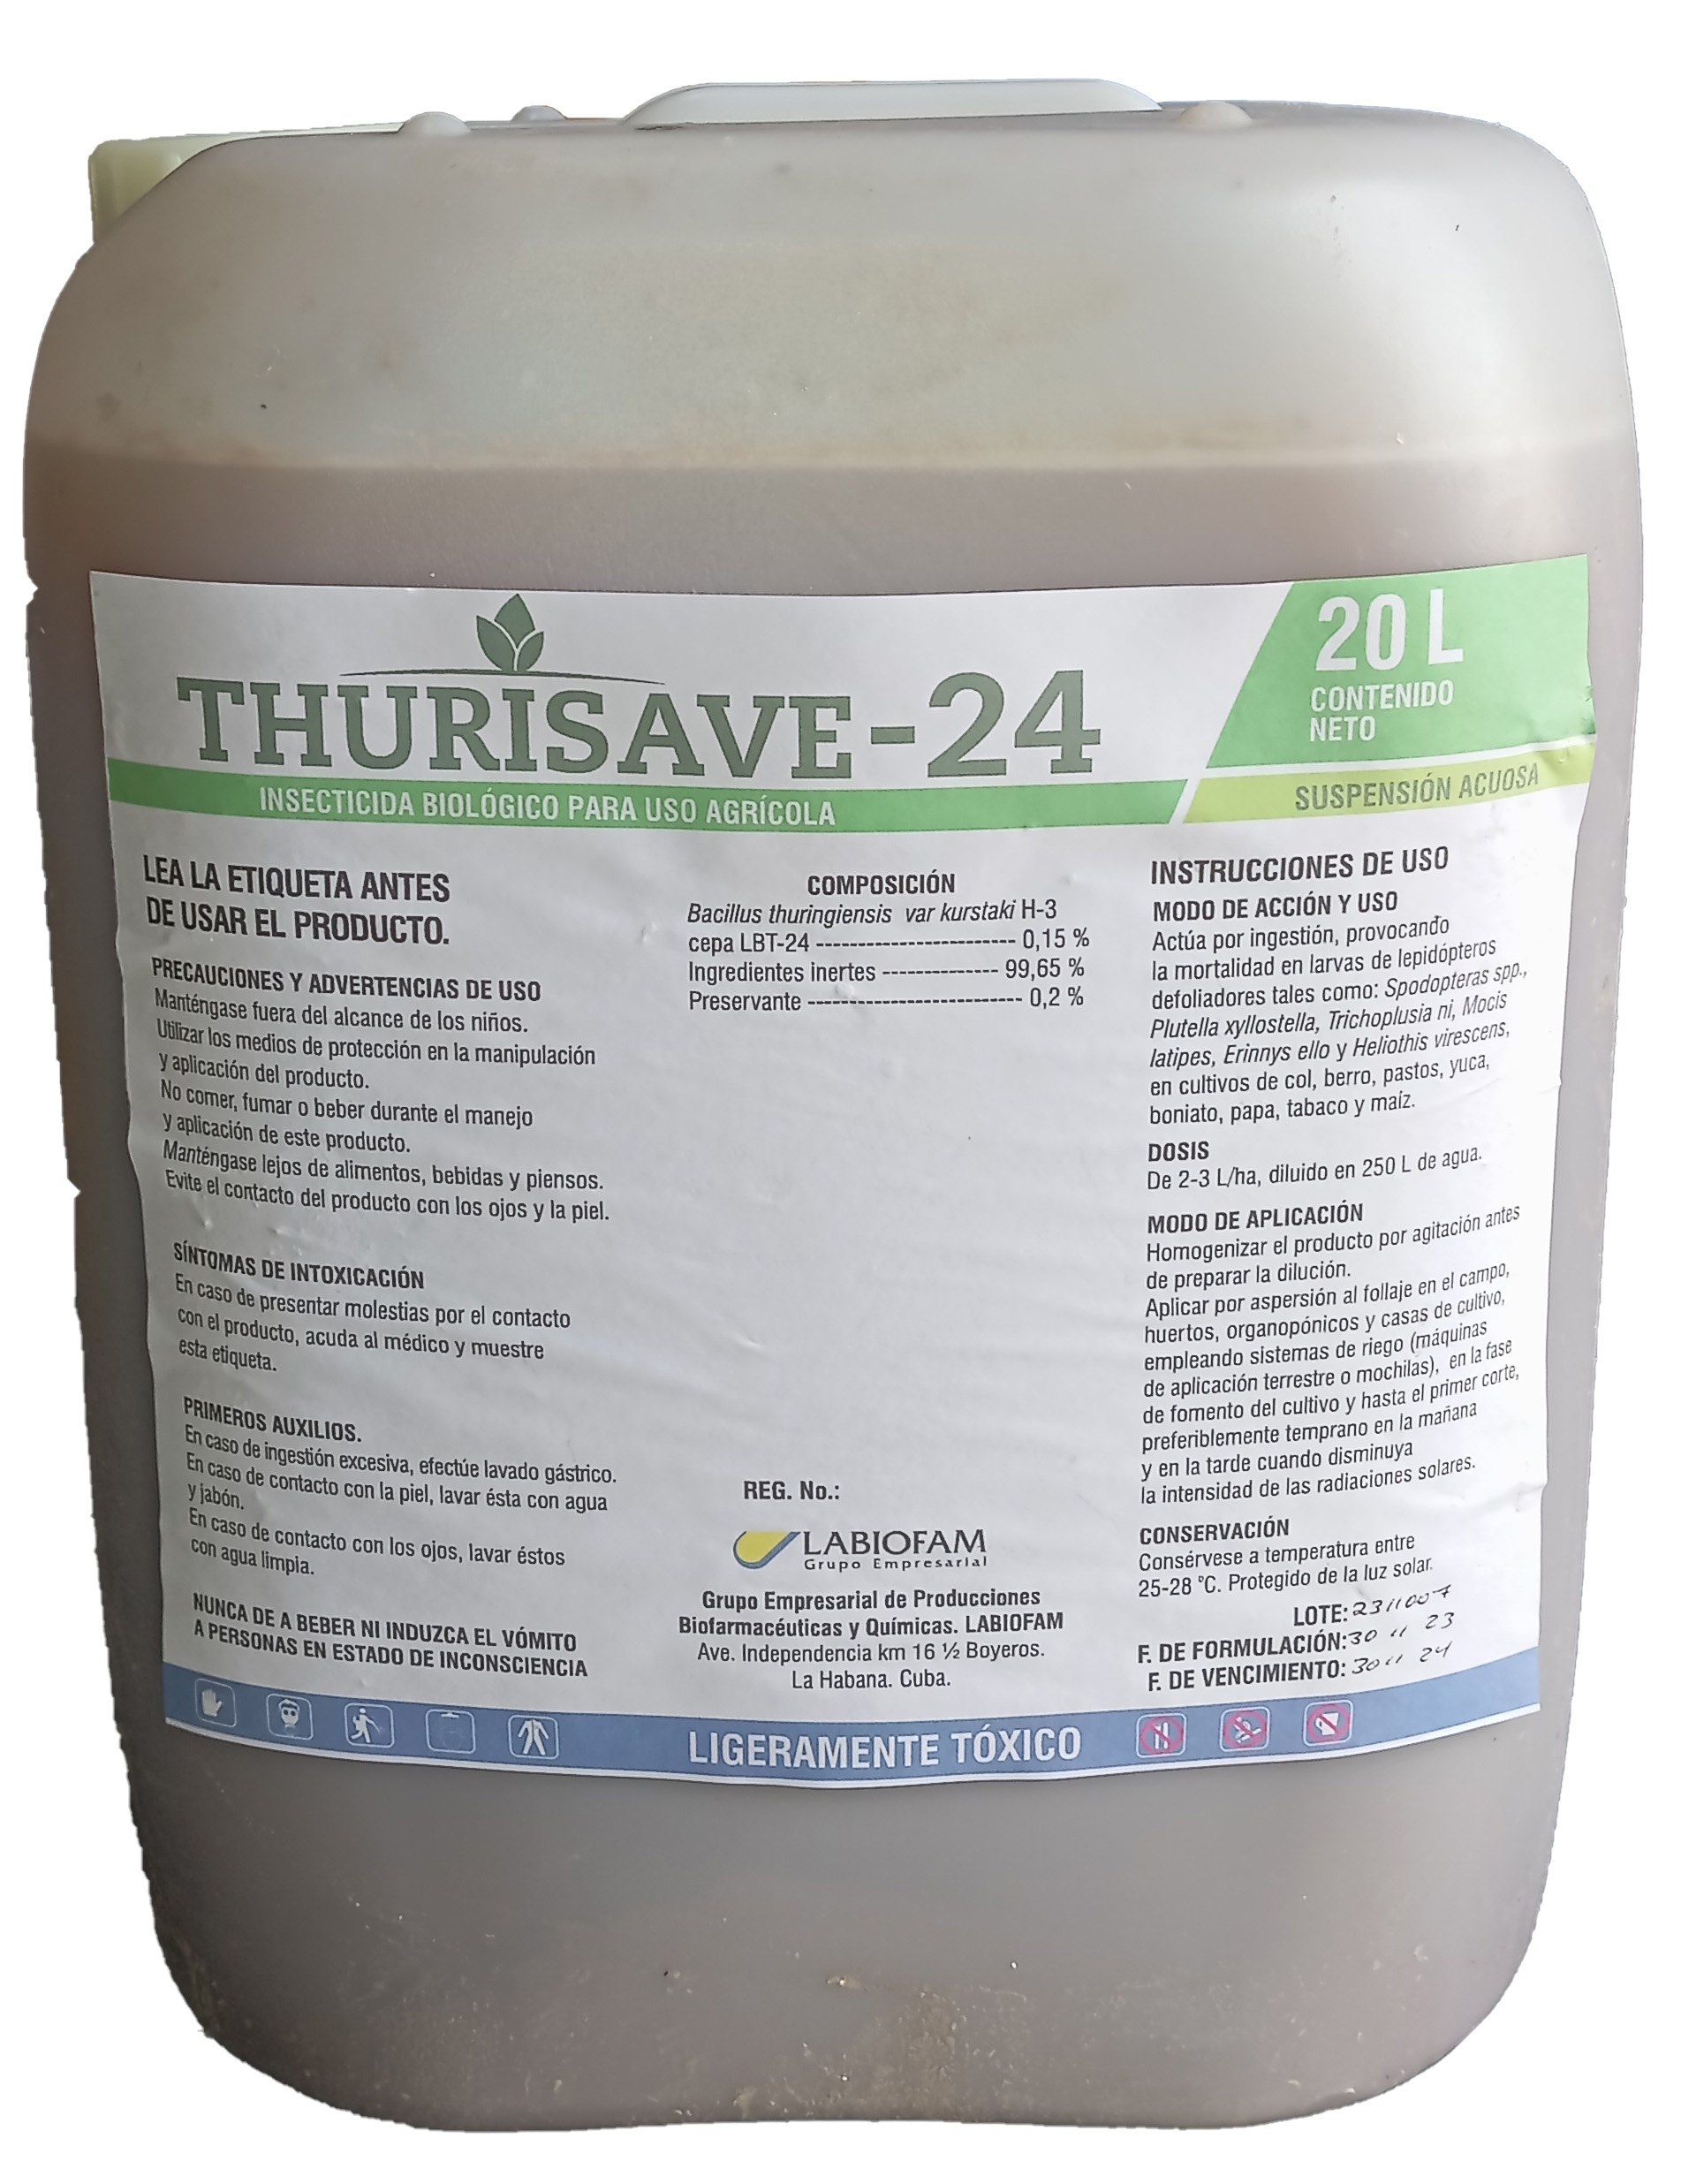 THURISAVE-24
20 L
CONTENIDO
NETO
INSECTICIDA BIOLÓGICO PARA USO AGRÍCOLA
SUSPENSIÓN ACUOSA
LEA LA ETIQUETA ANTES
DE USAR EL PRODUCTO.
PRECAUCIONES Y ADVERTENCIAS DE USO
Manténgase fuera del alcance de los niños.
Utilizar los medios de protección en la manipulación
y aplicación del producto.
No comer, fumar o beber durante el manejo
y aplicación de este producto.
Manténgase lejos de alimentos, bebidas y piensos.
Evite el contacto del producto con los ojos y la piel.
SÍNTOMAS DE INTOXICACIÓN
En caso de presentar molestias por el contacto
con el producto, acuda al médico y muestre
esta etiqueta.
PRIMEROS AUXILIOS.
En caso de ingestión excesiva, efectúe lavado gástrico.
En caso de contacto con la piel, lavar ésta con agua
y jabón.
En caso de contacto con los ojos, lavar éstos
con agua limpia.
NUNCA DE A BEBER NI INDUZCA EL VÓMITO
A PERSONAS EN ESTADO DE INCONSCIENCIA
COMPOSICIÓN
Bacillus thuringiensis var kurstaki H-3
cepa LBT-24 ------------------------ 0,15 %
Ingredientes inertes -------------- 99,65 %
Preservante -------------------------- 0,2 %
REG. No.:
LABIOFAM
Grupo Empresarial
Grupo Empresarial de Producciones
Biofarmacéuticas y Químicas. LABIOFAM
Ave. Independencia km 16 ½ Boyeros.
La Habana. Cuba.
INSTRUCCIONES DE USO
MODO DE ACCIÓN Y USO
Actúa por ingestión, provocando
la mortalidad en larvas de lepidópteros
defoliadores tales como: Spodopteras spp.,
Plutella xyllostella, Trichoplusia ni, Mocis
latipes, Erinnys ello y Heliothis virescens,
en cultivos de col, berro, pastos, yuca,
boniato, papa, tabaco y maíz.
DOSIS
De 2-3 L/ha, diluido en 250 L de agua.
MODO DE APLICACIÓN
Homogenizar el producto por agitación antes
de preparar la dilución.
Aplicar por aspersión al follaje en el campo,
huertos, organopónicos y casas de cultivo,
empleando sistemas de riego (máquinas
de aplicación terrestre o mochilas), en la fase
de fomento del cultivo y hasta el primer corte,
preferiblemente temprano en la mañana
y en la tarde cuando disminuya
la intensidad de las radiaciones solares.
CONSERVACIÓN
Consérvese a temperatura entre
25-28 °C. Protegido de la luz solar.
LOTE: 2311007
F. DE FORMULACIÓN: 30 11 23
F. DE VENCIMIENTO: 30 11 24
LIGERAMENTE TÓXICO